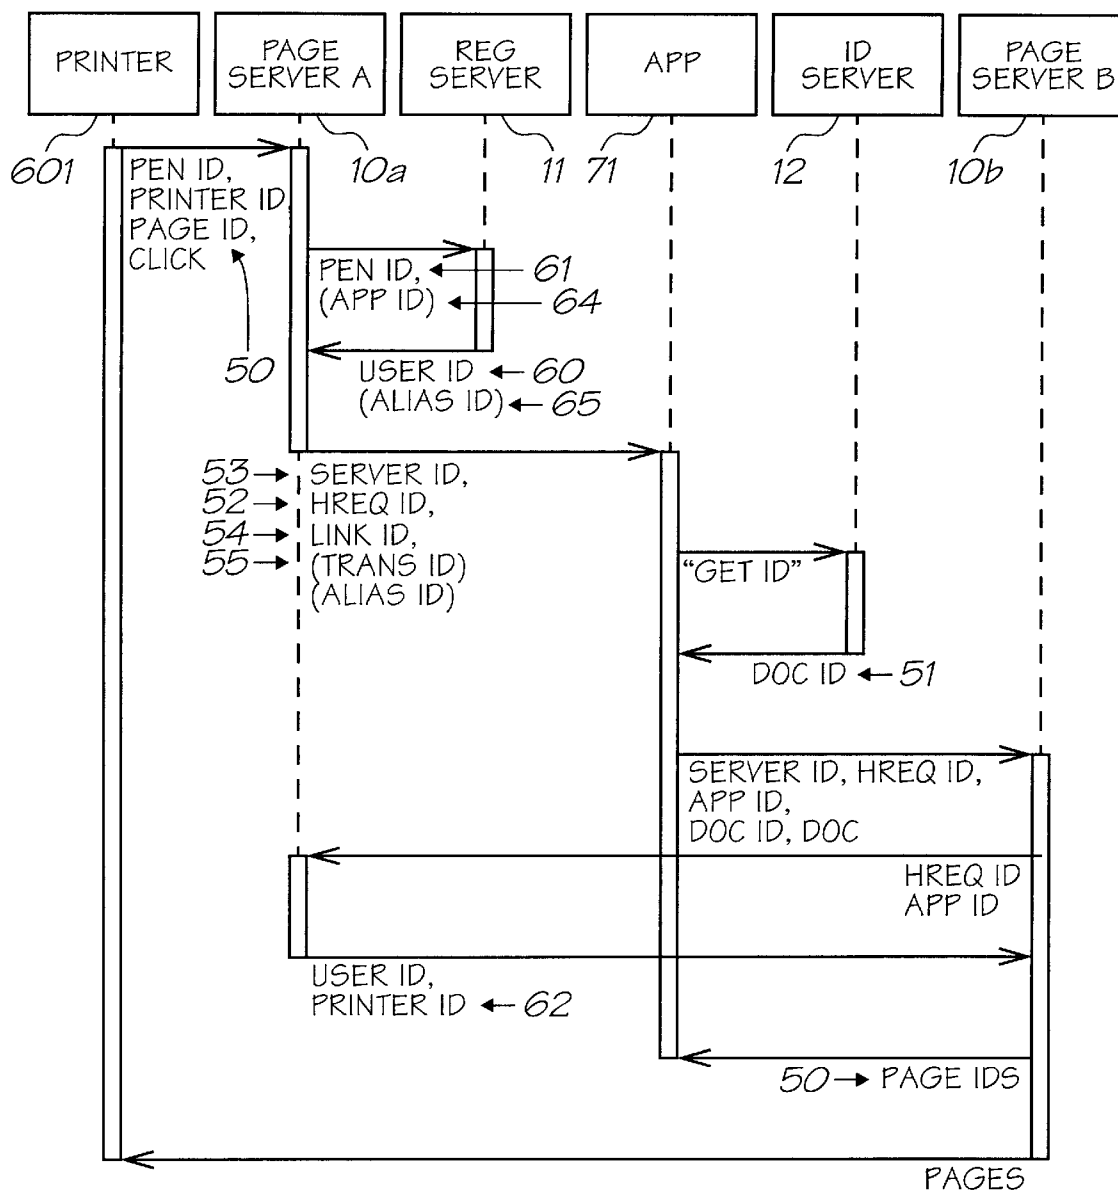 PRINTER
PAGE
SERVER A
REG
SERVER
APP
ID
SERVER
PAGE
SERVER B
601
10a
11
71
12
10b
PEN ID,
PRINTER ID
PAGE ID,
CLICK
50
PEN ID,
61
(APP ID)
64
USER ID
60
(ALIAS ID)
65
53
SERVER ID,
52
HREQ ID,
54
LINK ID,
55
(TRANS ID)
(ALIAS ID)
"GET ID"
DOC ID
51
SERVER ID, HREQ ID,
APP ID,
DOC ID, DOC
HREQ ID
APP ID
USER ID,
PRINTER ID
62
50
PAGE IDS
PAGES